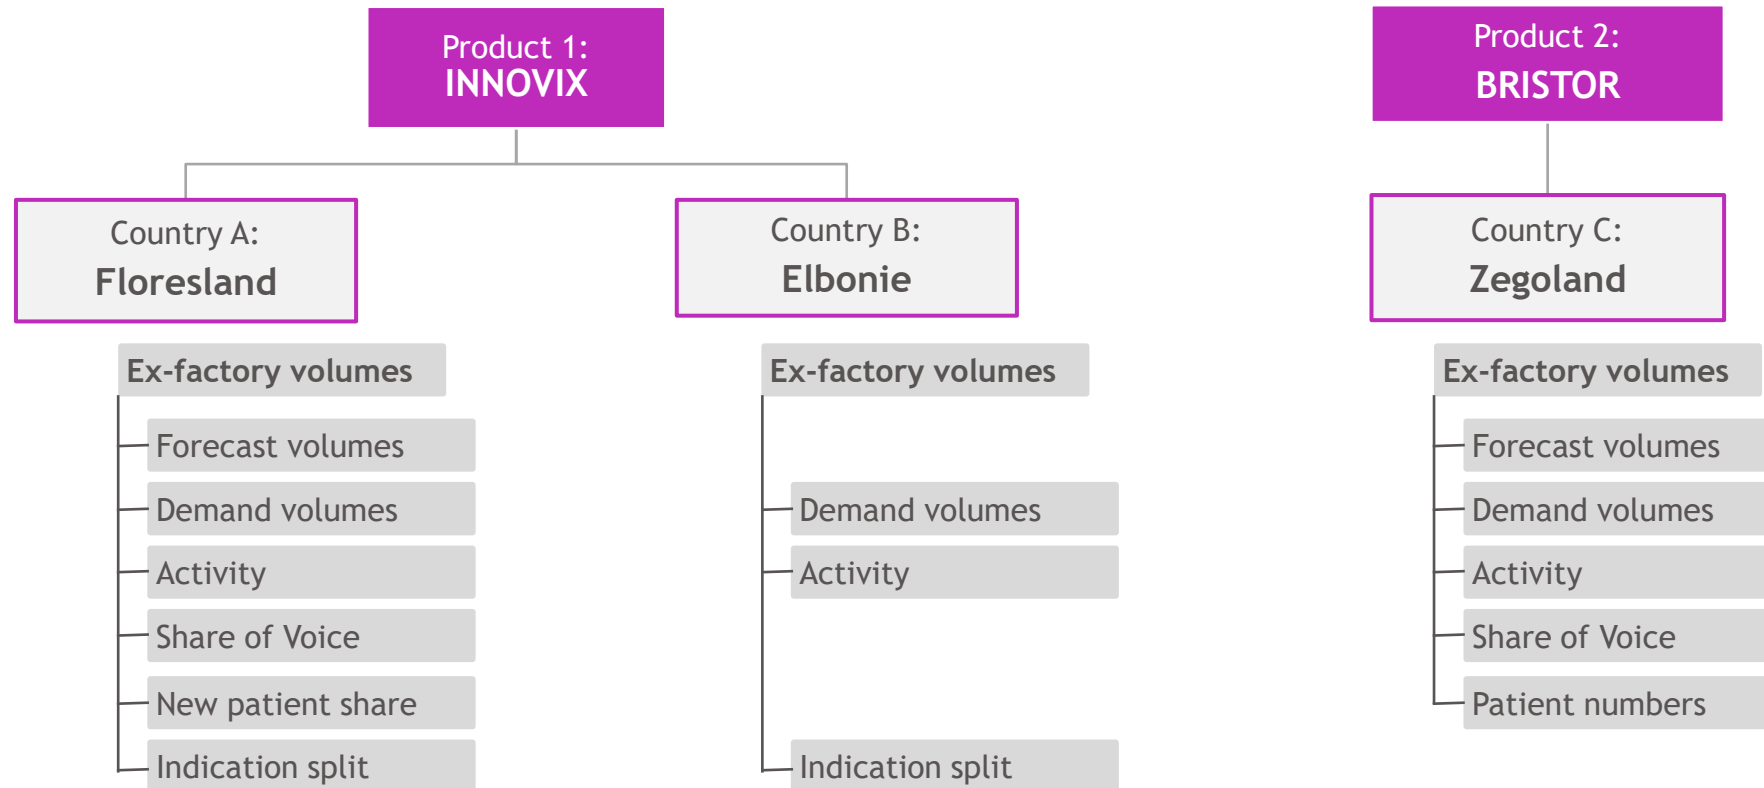 Product 1:
INNOVIX
Product 2:
BRISTOR
Country A:
Floresland
Country B:
Elbonie
Country C:
Zegoland
Ex-factory volumes
Forecast volumes
Demand volumes
Activity
Share of Voice
New patient share
Indication split
Ex-factory volumes
Demand volumes
Activity
Indication split
Ex-factory volumes
Forecast volumes
Demand volumes
Activity
Share of Voice
Patient numbers